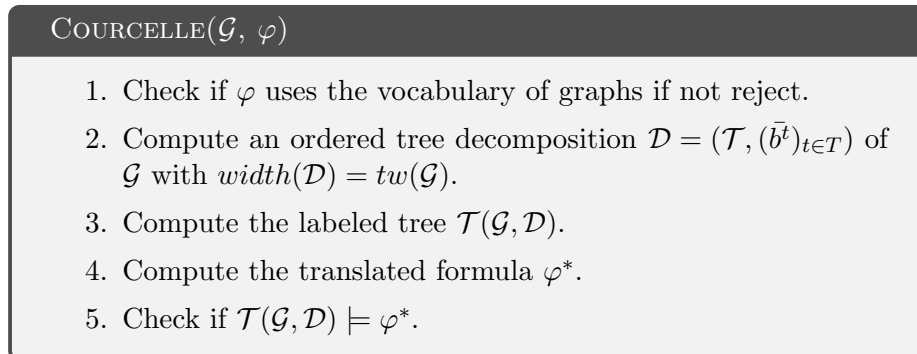 COURCELLE(𝒢, φ)
1. Check if φ uses the vocabulary of graphs if not reject.
2. Compute an ordered tree decomposition 𝒟 = (𝒯, (b̄ᵗ)ₜ∈T) of
𝒢 with width(𝒟) = tw(𝒢).
3. Compute the labeled tree 𝒯(𝒢, 𝒟).
4. Compute the translated formula φ*.
5. Check if 𝒯(𝒢, 𝒟) ⊨ φ*.